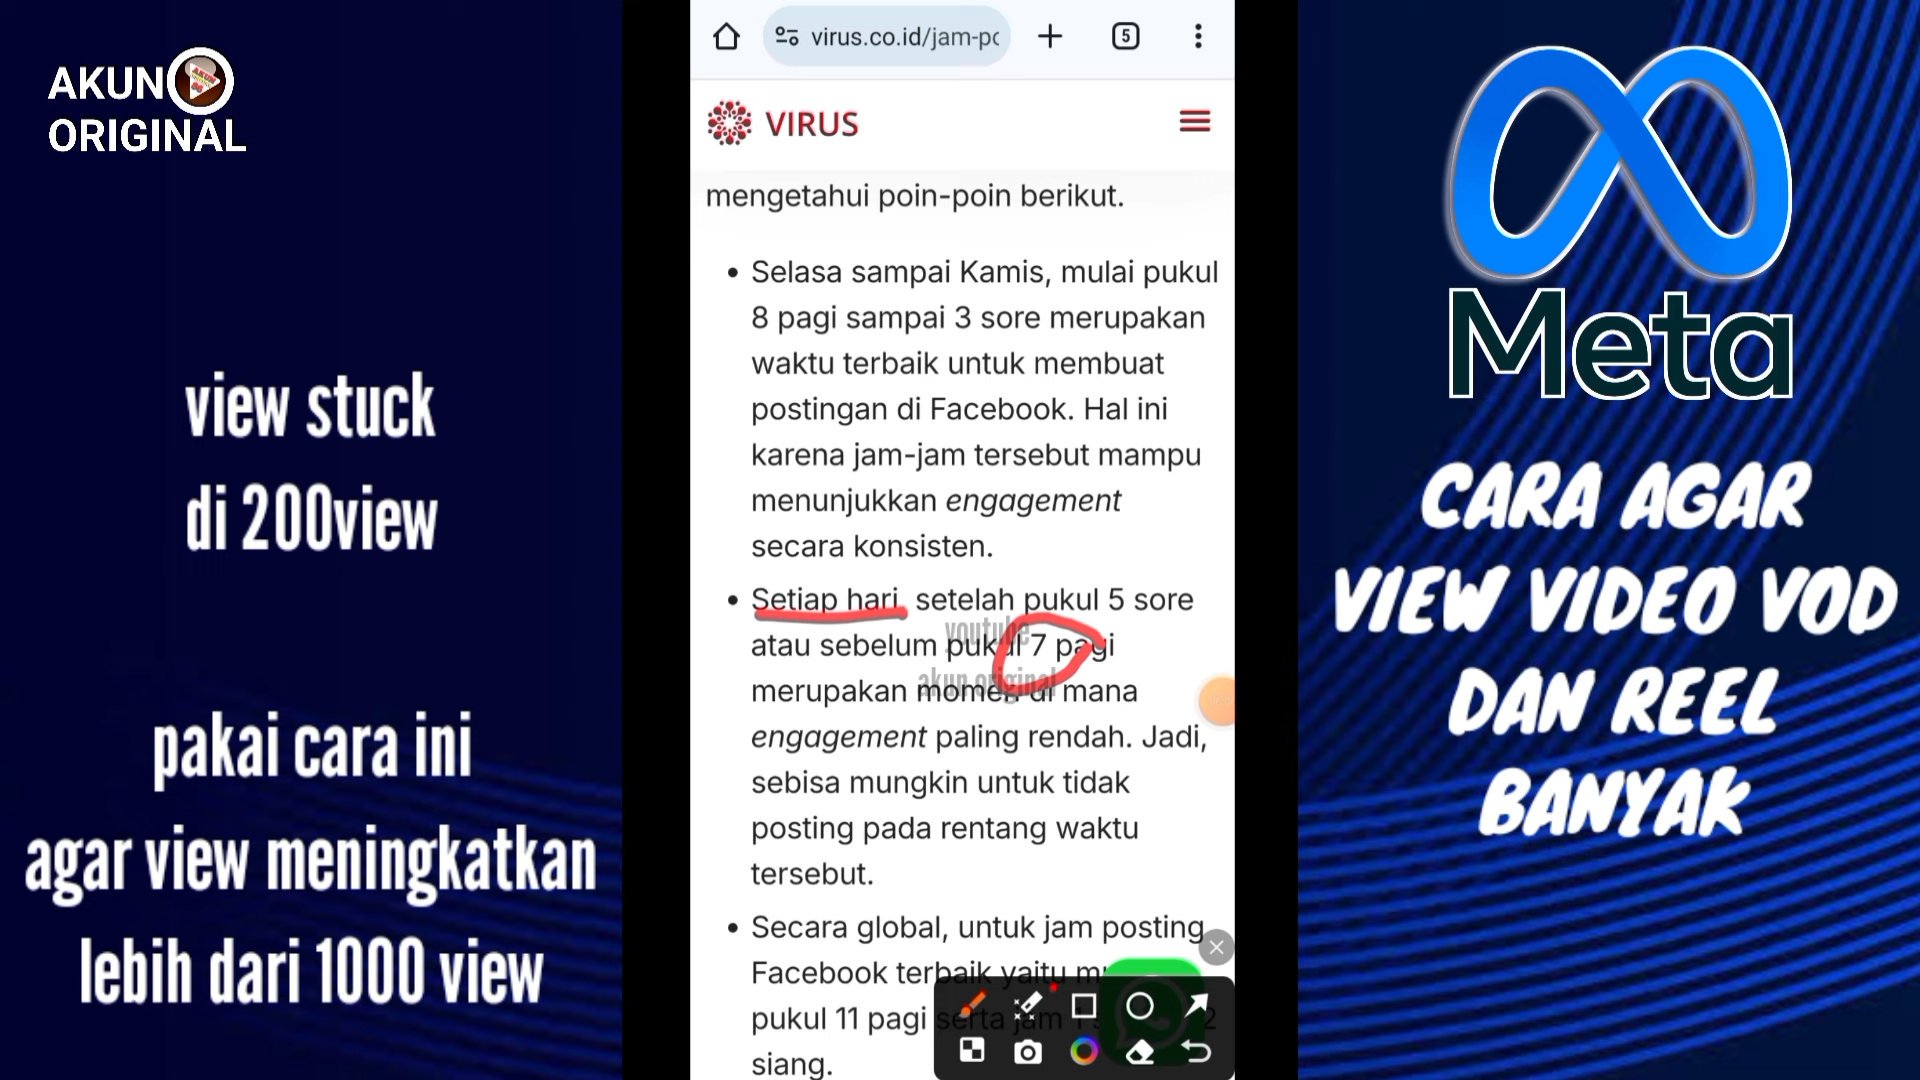 AKUN
ORIGINAL
view stuck
di 200view
pakai cara ini
agar view meningkatkan
lebih dari 1000 view
virus.co.id/jam-po
5
VIRUS
mengetahui poin-poin berikut.
• Selasa sampai Kamis, mulai pukul
8 pagi sampai 3 sore merupakan
waktu terbaik untuk membuat
postingan di Facebook. Hal ini
karena jam-jam tersebut mampu
menunjukkan engagement
secara konsisten.
• Setiap hari, setelah pukul 5 sore
atau sebelum pukul 7 pagi
merupakan momen di mana
engagement paling rendah. Jadi,
sebisa mungkin untuk tidak
posting pada rentang waktu
tersebut.
• Secara global, untuk jam posting
Facebook terbaik yaitu
pukul 11 pagi serta jam
siang.
youtube
akun original
Meta
CARA AGAR
VIEW VIDEO VOD
DAN REEL
BANYAK